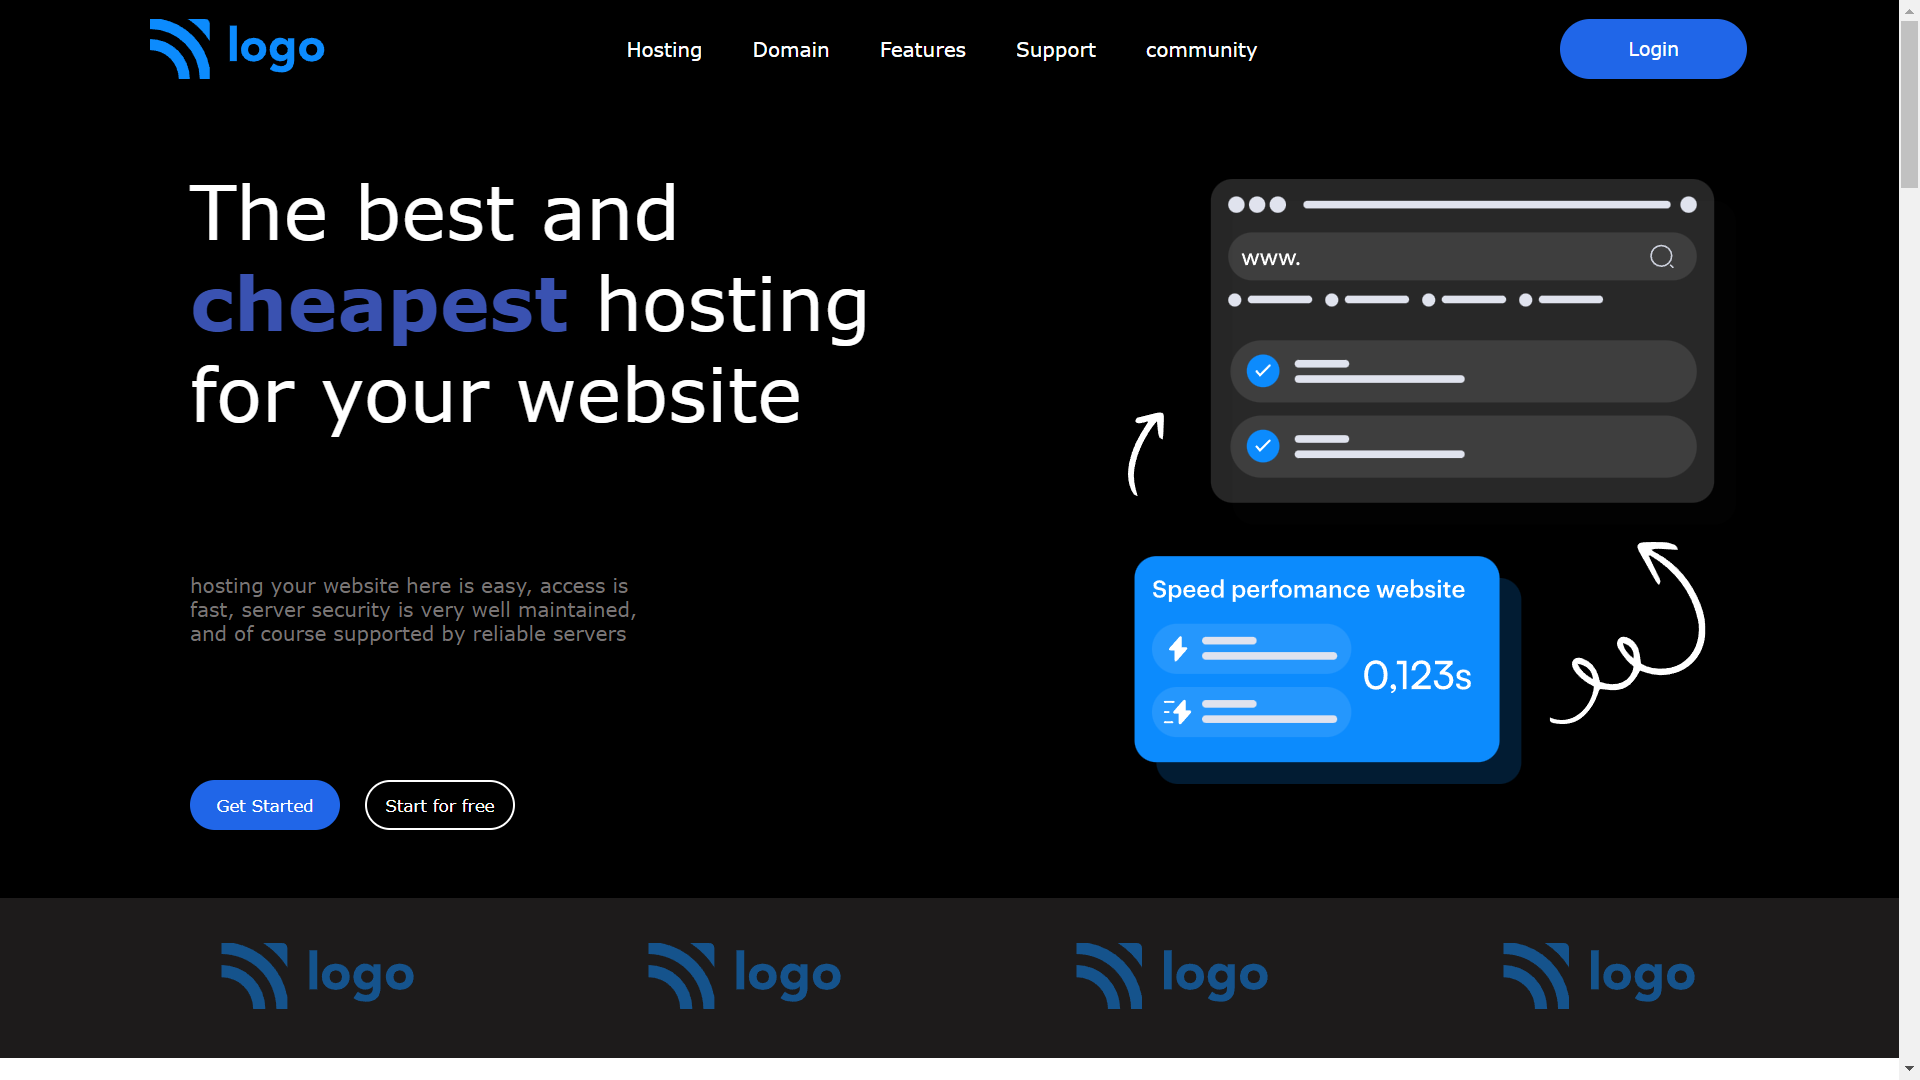 logo
Hosting
Domain
Features
Support
community
Login
The best and
cheapest hosting
for your website
www.
hosting your website here is easy, access is
fast, server security is very well maintained,
and of course supported by reliable servers
Speed perfomance website
0,123s
Get Started
Start for free
logo
logo
logo
logo